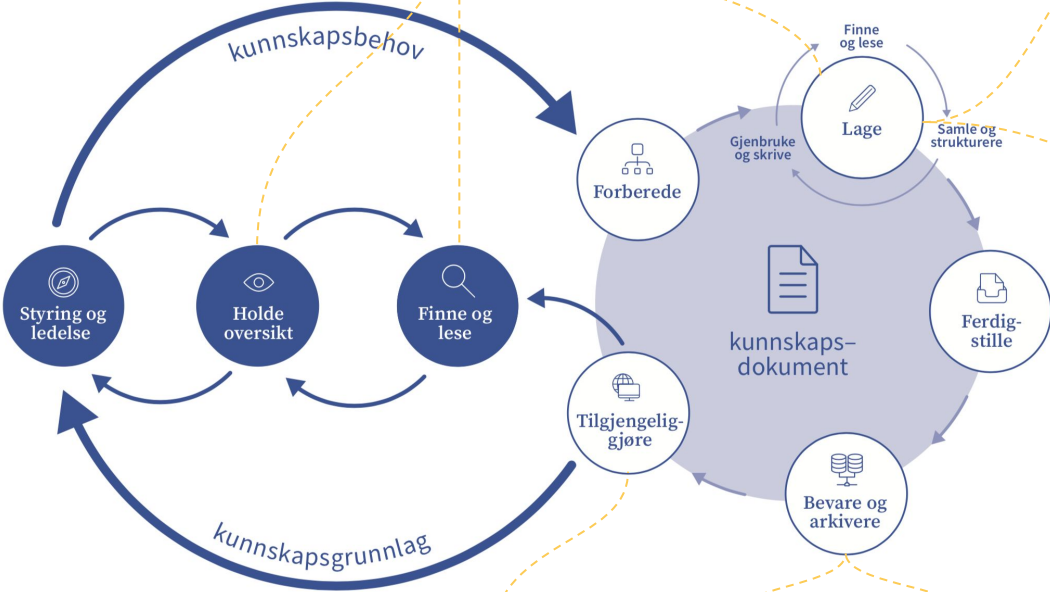 kunnskapsbehov
Finne
og lese
Lage
Samle og
strukturere
Gjenbruke
og skrive
Forberede
Styring og
ledelse
Holde
oversikt
Finne og
lese
kunnskaps–
dokument
Ferdig-
stille
Tilgjengelig-
gjøre
Bevare og
arkivere
kunnskapsgrunnlag